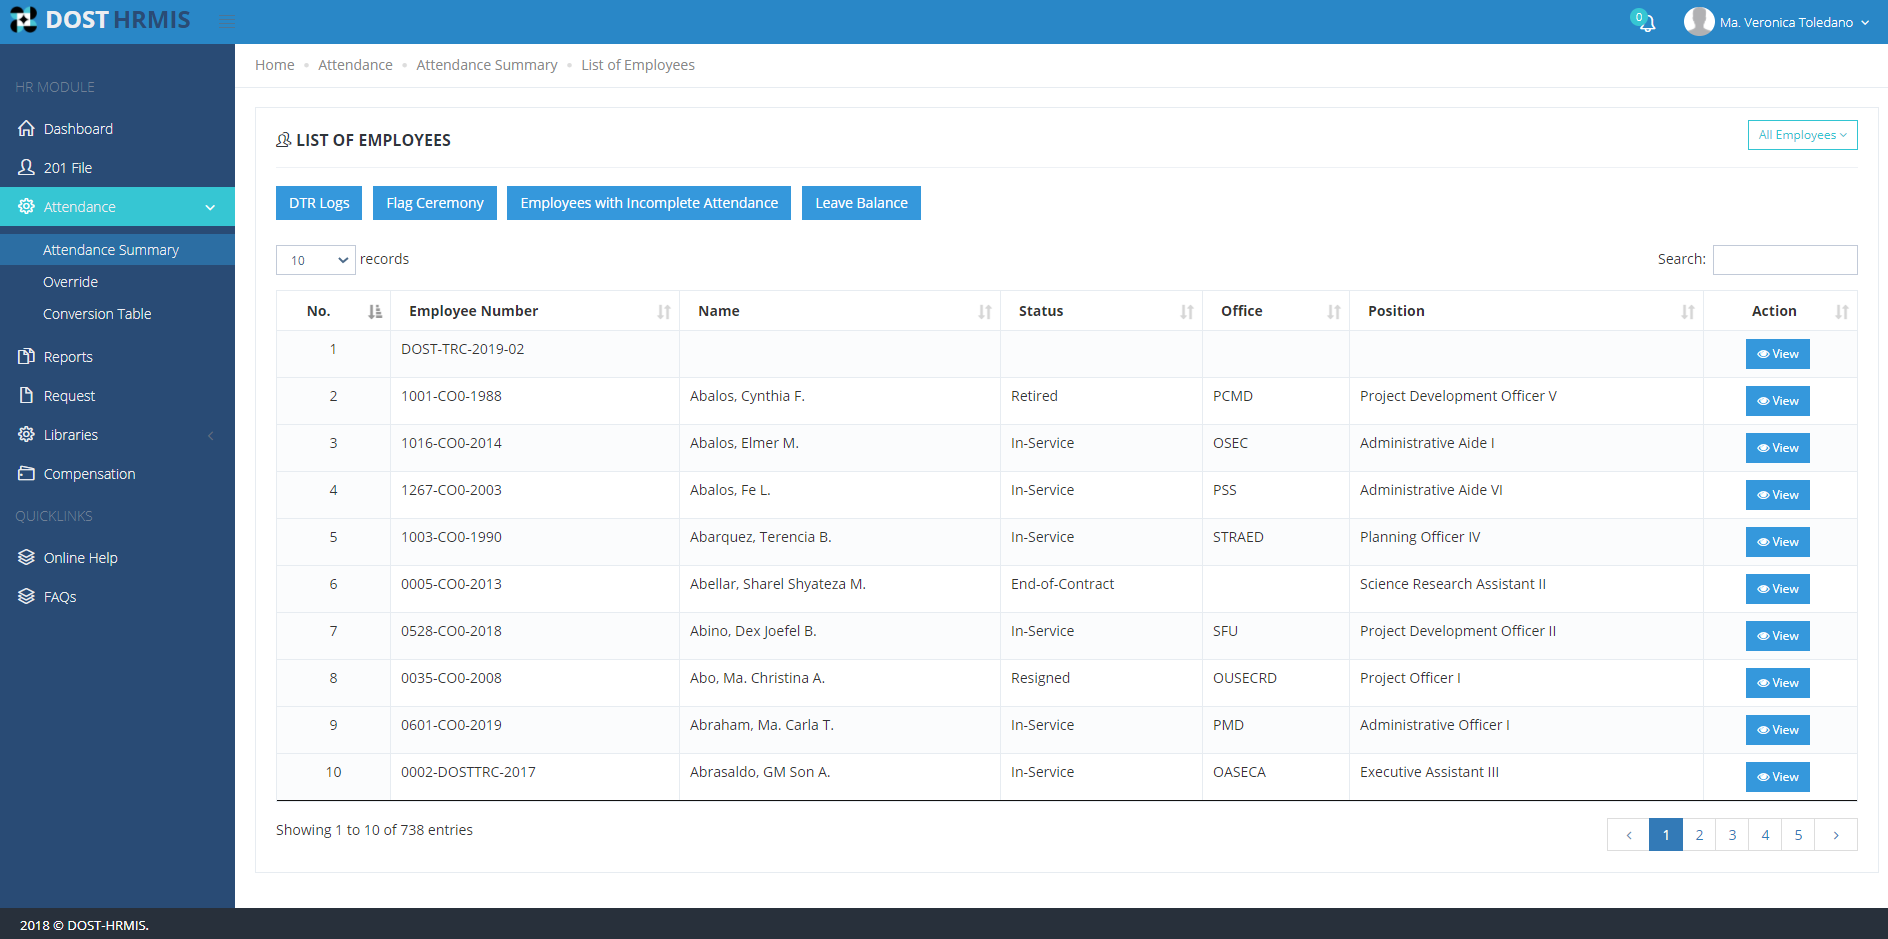 DOST HRMIS
0
Ma. Veronica Toledano
HR MODULE
Dashboard
201 File
Attendance
Attendance Summary
Override
Conversion Table
Reports
Request
Libraries
Compensation
QUICKLINKS
Online Help
FAQs
Home • Attendance • Attendance Summary • List of Employees
LIST OF EMPLOYEES
All Employees
DTR Logs Flag Ceremony Employees with Incomplete Attendance Leave Balance
10 records
Search:
No. Employee Number Name Status Office Position Action
1 DOST-TRC-2019-02 View
2 1001-CO0-1988 Abalos, Cynthia F. Retired PCMD Project Development Officer V View
3 1016-CO0-2014 Abalos, Elmer M. In-Service OSEC Administrative Aide I View
4 1267-CO0-2003 Abalos, Fe L. In-Service PSS Administrative Aide VI View
5 1003-CO0-1990 Abarquez, Terencia B. In-Service STRAED Planning Officer IV View
6 0005-CO0-2013 Abellar, Sharel Shyateza M. End-of-Contract Science Research Assistant II View
7 0528-CO0-2018 Abino, Dex Joefel B. In-Service SFU Project Development Officer II View
8 0035-CO0-2008 Abo, Ma. Christina A. Resigned OUSECRD Project Officer I View
9 0601-CO0-2019 Abraham, Ma. Carla T. In-Service PMD Administrative Officer I View
10 0002-DOSTTRC-2017 Abrasaldo, GM Son A. In-Service OASECA Executive Assistant III View
Showing 1 to 10 of 738 entries
‹ 1 2 3 4 5 ›
2018 © DOST-HRMIS.